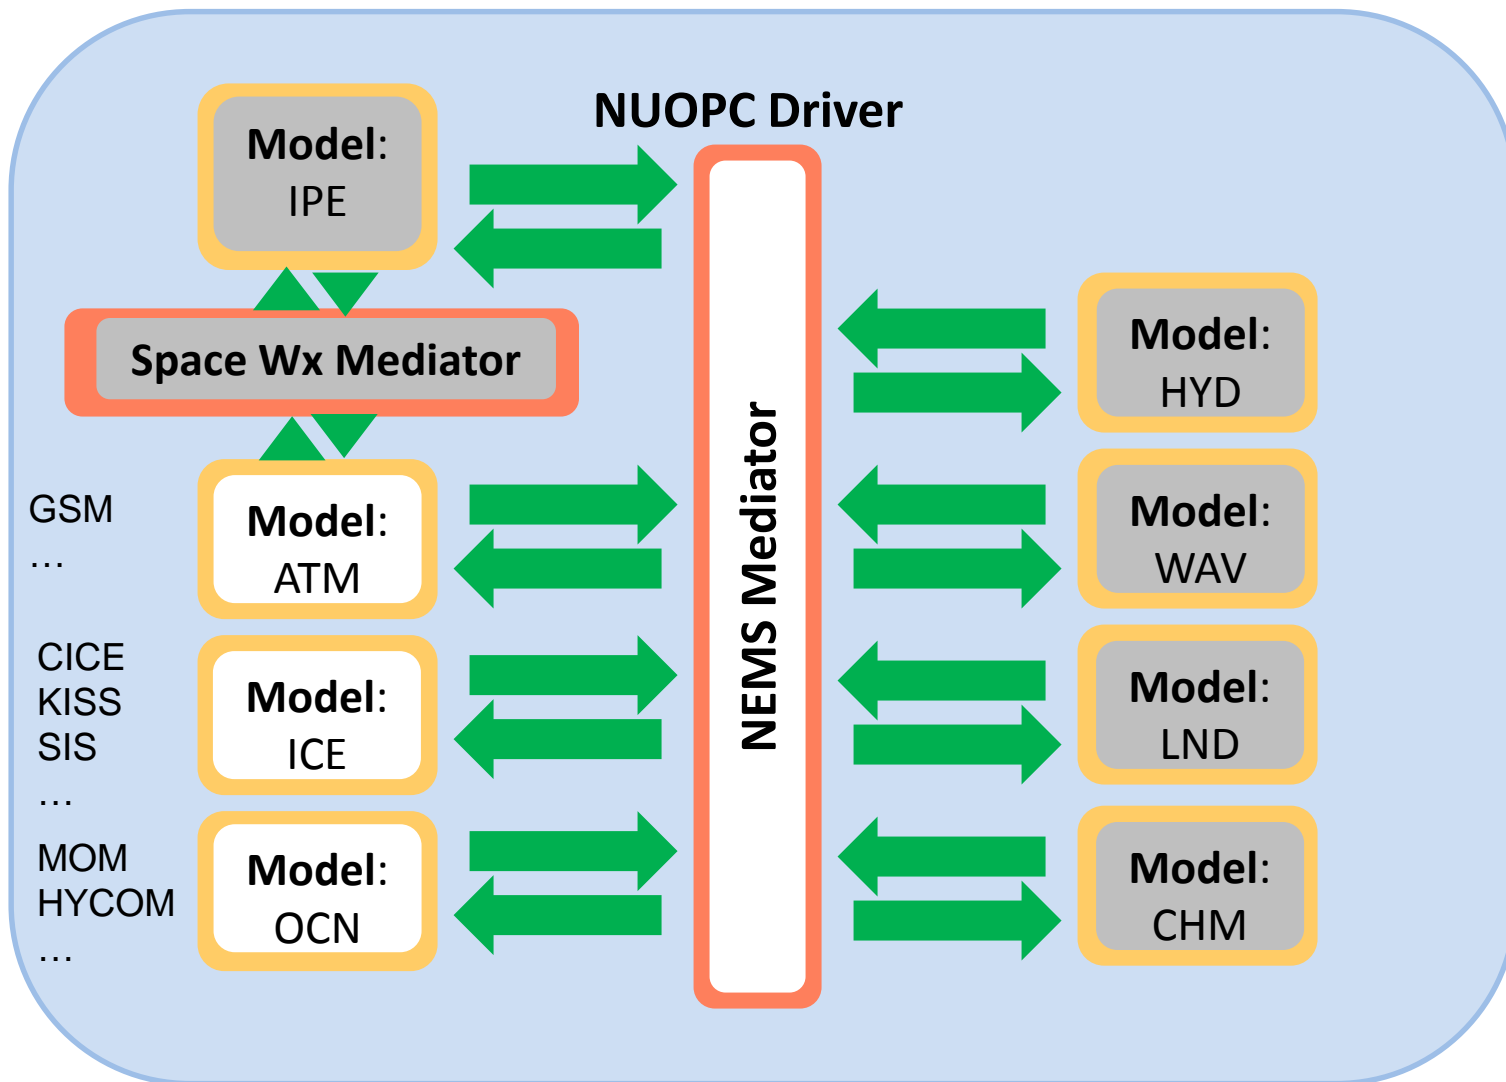 NUOPC Driver
Model:
IPE
Space Wx Mediator
GSM
…
Model:
ATM
CICE
KISS
SIS
…
Model:
ICE
MOM
HYCOM
…
Model:
OCN
NEMS Mediator
Model:
HYD
Model:
WAV
Model:
LND
Model:
CHM